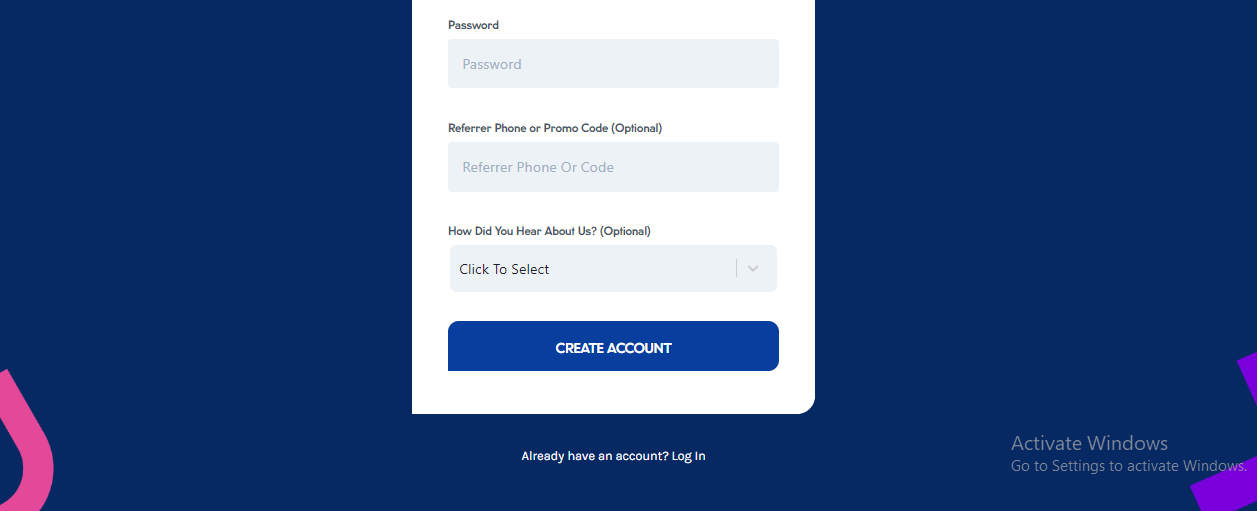 Password
Password
Referrer Phone or Promo Code (Optional)
Referrer Phone Or Code
How Did You Hear About Us? (Optional)
Click To Select
CREATE ACCOUNT
Already have an account? Log In
Activate Windows
Go to Settings to activate Windows.